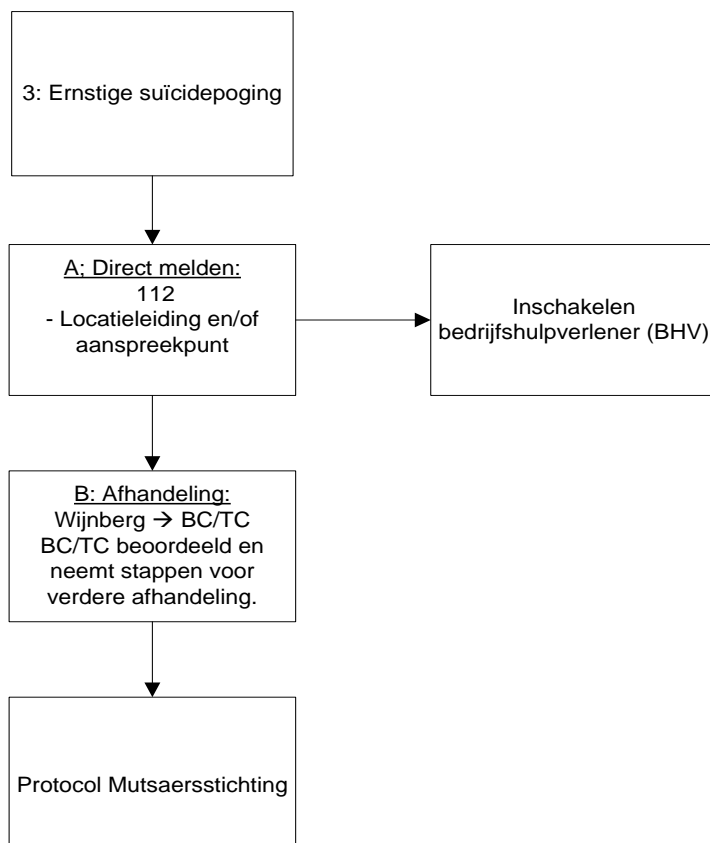 3: Ernstige suïcidepoging
A; Direct melden:
112
- Locatieleiding en/of
aanspreekpunt
Inschakelen
bedrijfshulpverlener (BHV)
B: Afhandeling:
Wijnberg → BC/TC
BC/TC beoordeeld en
neemt stappen voor
verdere afhandeling.
Protocol Mutsaersstichting